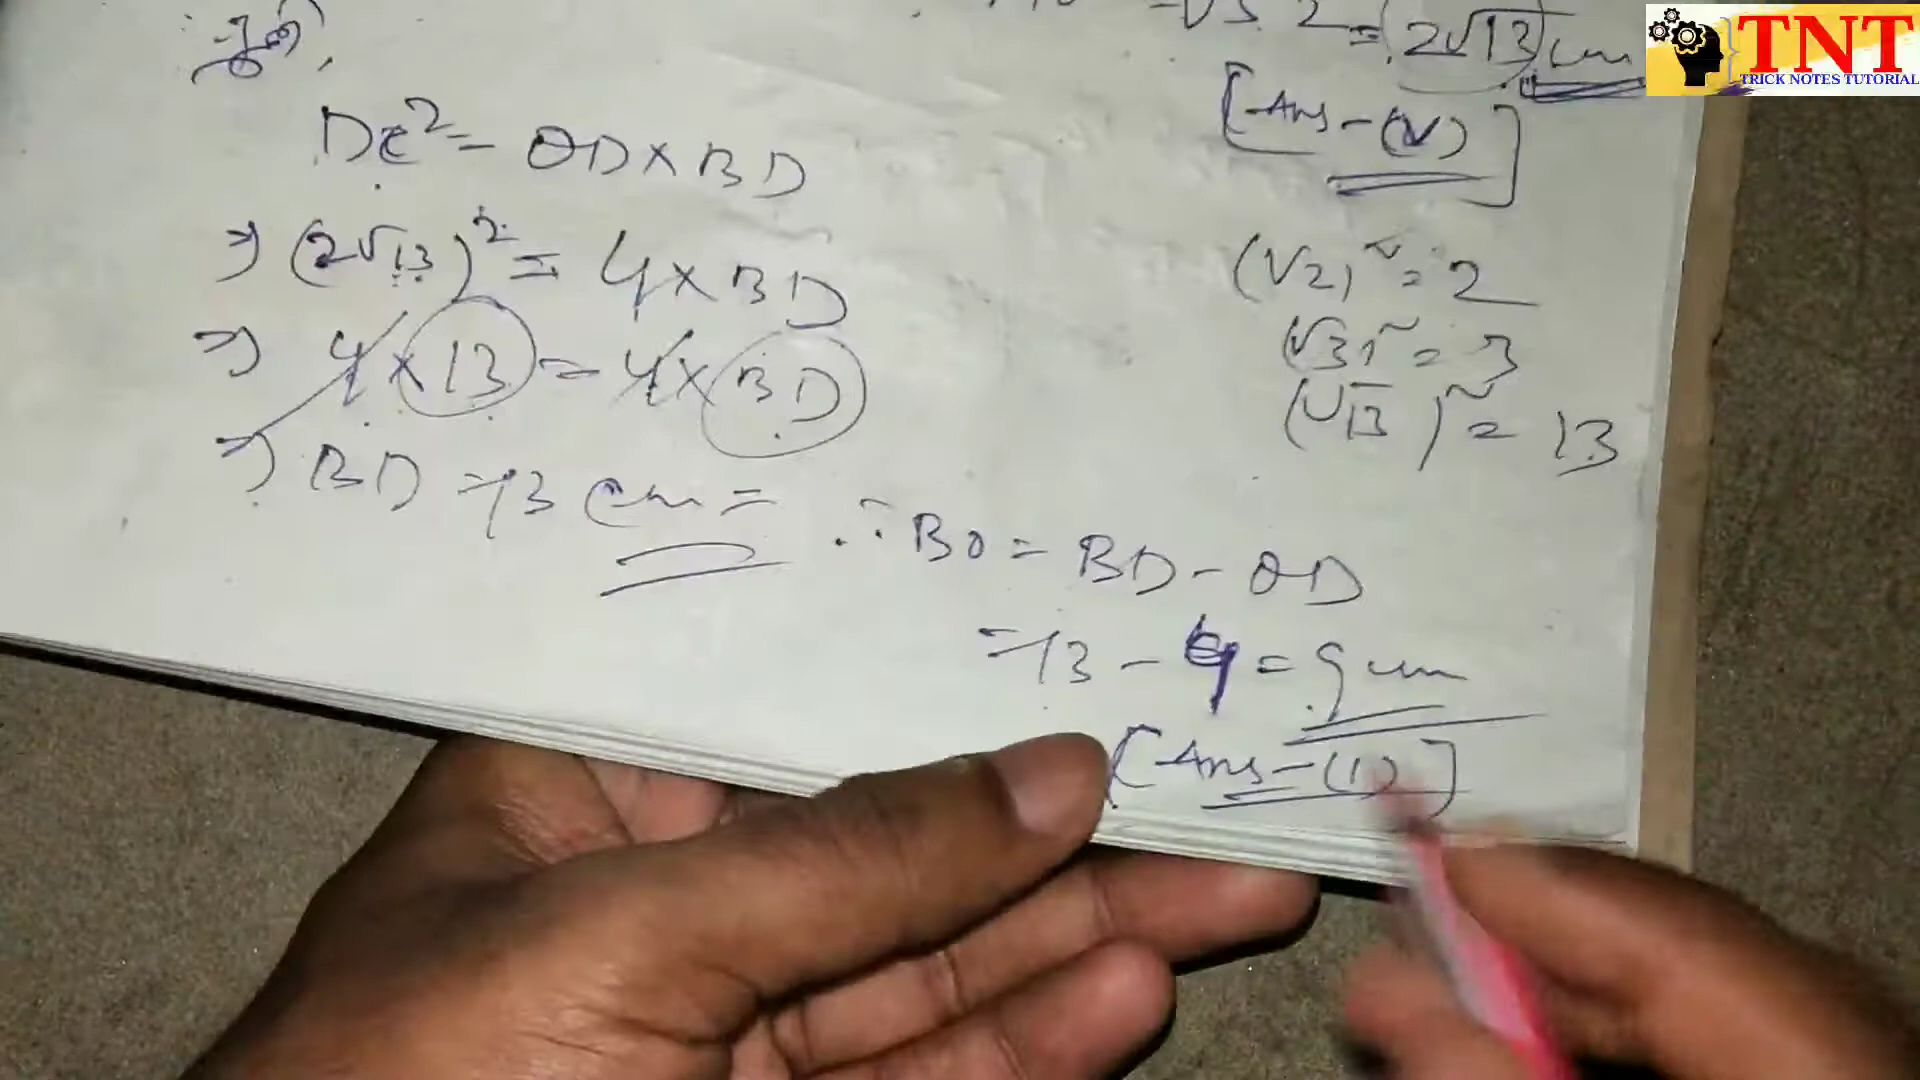 2√13 cm
[Ans-(v)]
TNT
TRICK NOTES TUTORIAL
DC² = OD×BD
⇒ (2√13)² = 4×BD
⇒ 4×13 = 4×BD
⇒ BD = 13 cm =
(√2)² = 2
(√3)² = 3
(√13)² = 13
∴ BO = BD - OD
= 13 - 4 = 9 cm
[Ans-(i)]